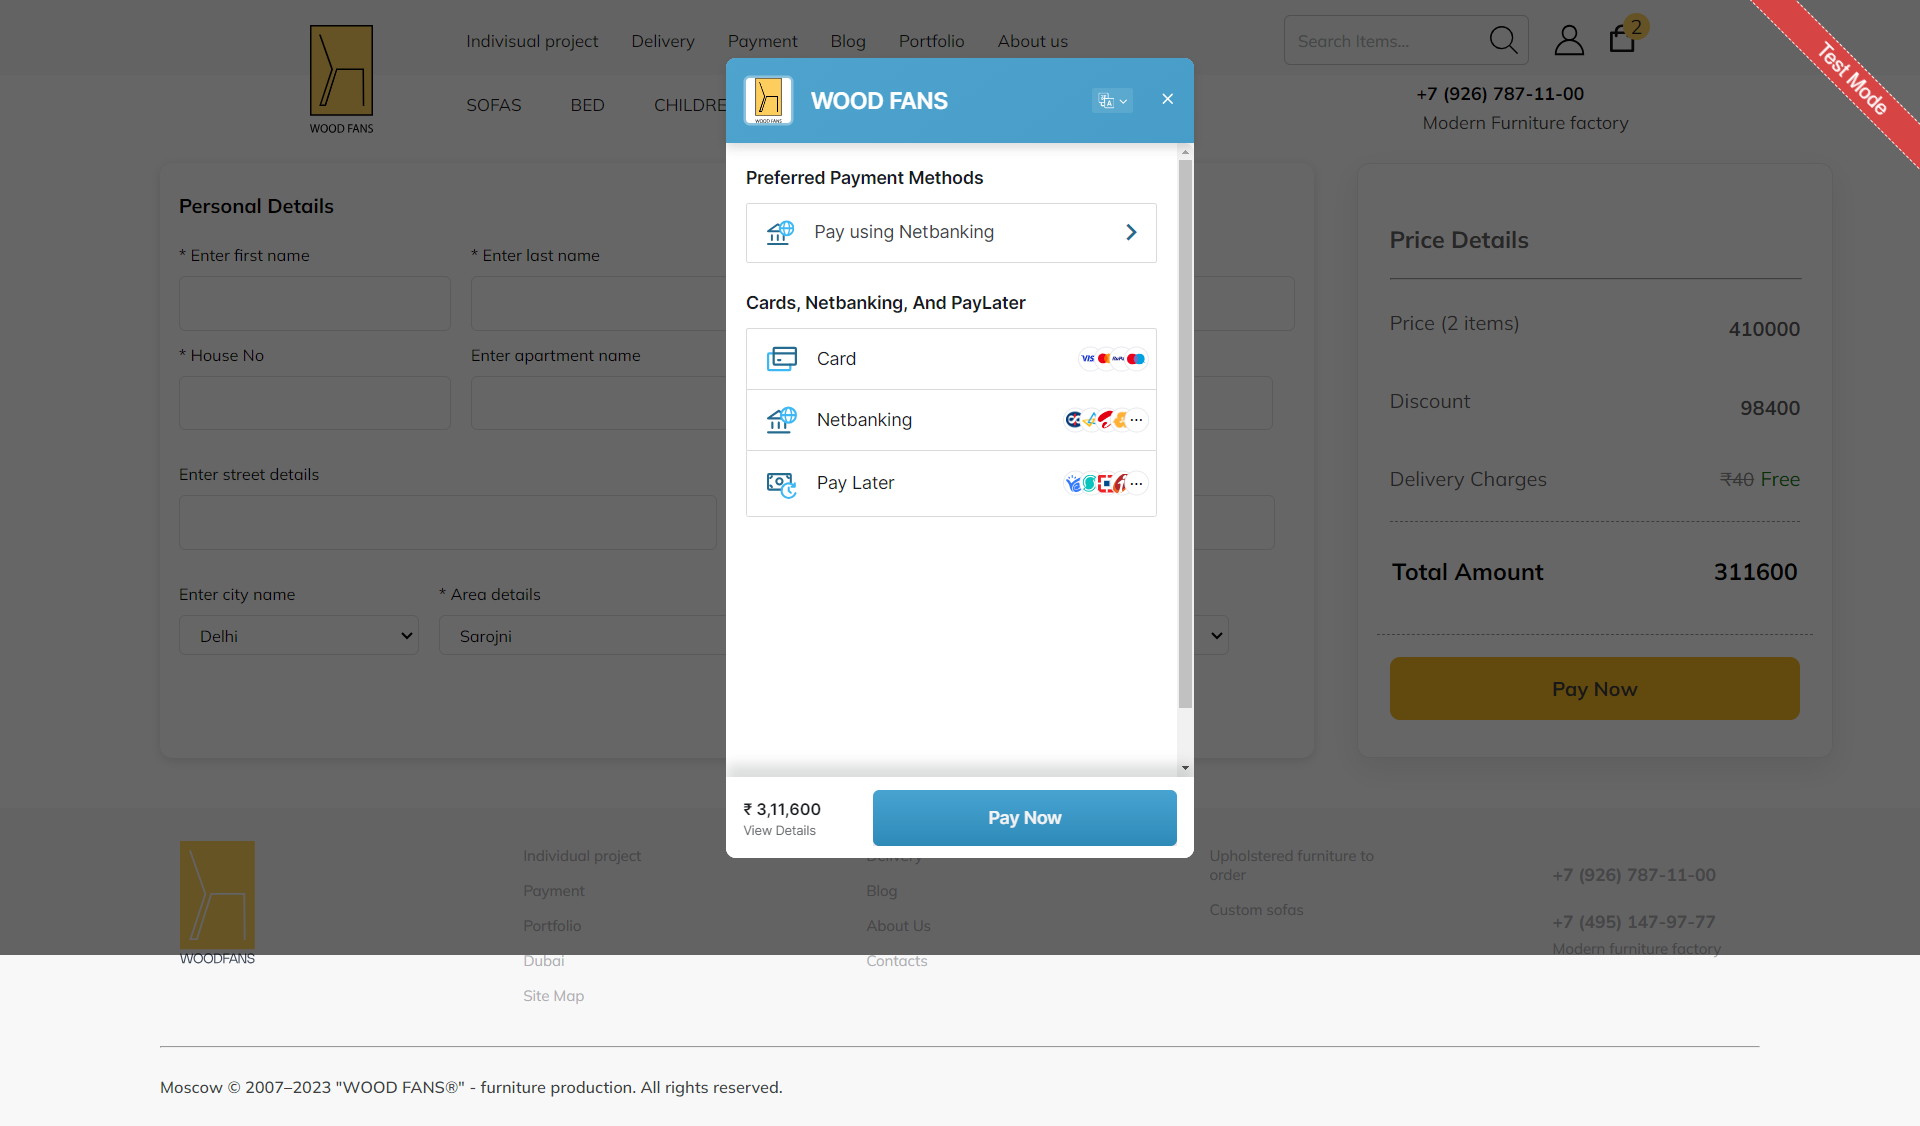 Indivisual project
Delivery
Payment
Blog
Portfolio
About us
Search Items...
2
Test Mode
WOOD FANS
SOFAS
BED
CHILDRE
+7 (926) 787-11-00
Modern Furniture factory
WOOD FANS
WOOD FANS
Preferred Payment Methods
Pay using Netbanking
Cards, Netbanking, And PayLater
Card
VIS
RuPay
Netbanking
Pay Later
₹ 3,11,600
View Details
Pay Now
Personal Details
* Enter first name
* Enter last name
* House No
Enter apartment name
Enter street details
Enter city name
* Area details
Delhi
Sarojni
Price Details
Price (2 items)
410000
Discount
98400
Delivery Charges
₹40 Free
Total Amount
311600
Pay Now
WOODFANS
Individual project
Payment
Portfolio
Dubai
Site Map
Delivery
Blog
About Us
Contacts
Upholstered furniture to
order
Custom sofas
+7 (926) 787-11-00
+7 (495) 147-97-77
Modern furniture factory
Moscow © 2007–2023 "WOOD FANS®" - furniture production. All rights reserved.